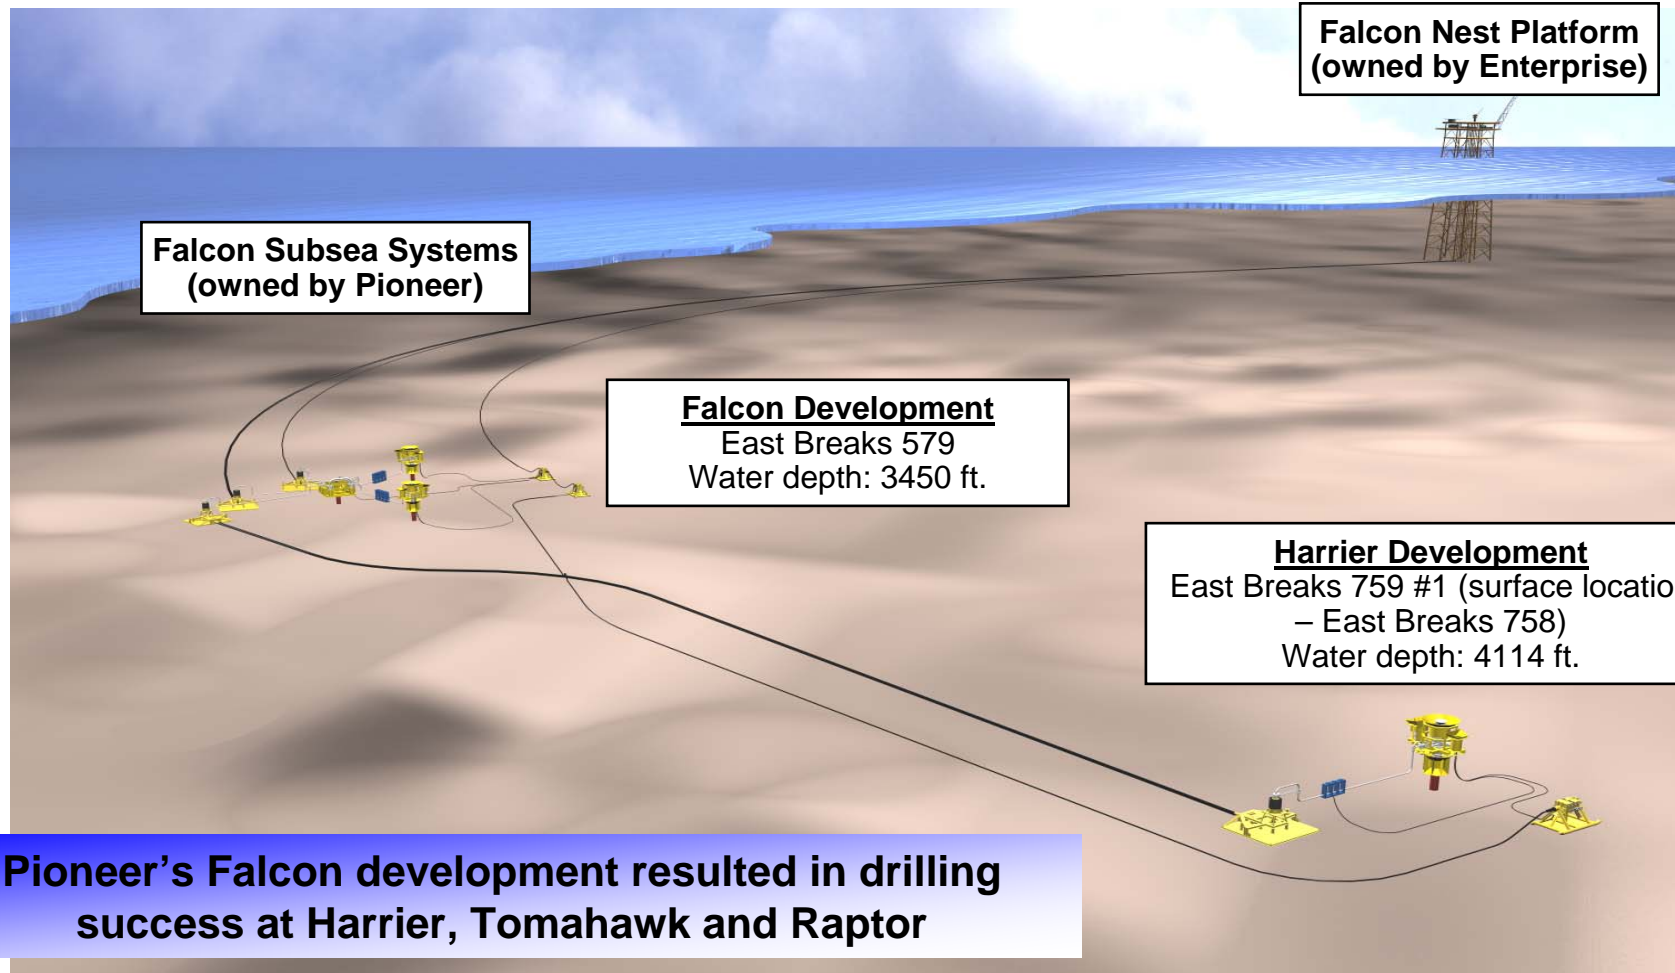 Falcon Nest Platform
(owned by Enterprise)
Falcon Subsea Systems
(owned by Pioneer)
Falcon Development
East Breaks 579
Water depth: 3450 ft.
Harrier Development
East Breaks 759 #1 (surface locatio
– East Breaks 758)
Water depth: 4114 ft.
Pioneer’s Falcon development resulted in drilling
success at Harrier, Tomahawk and Raptor